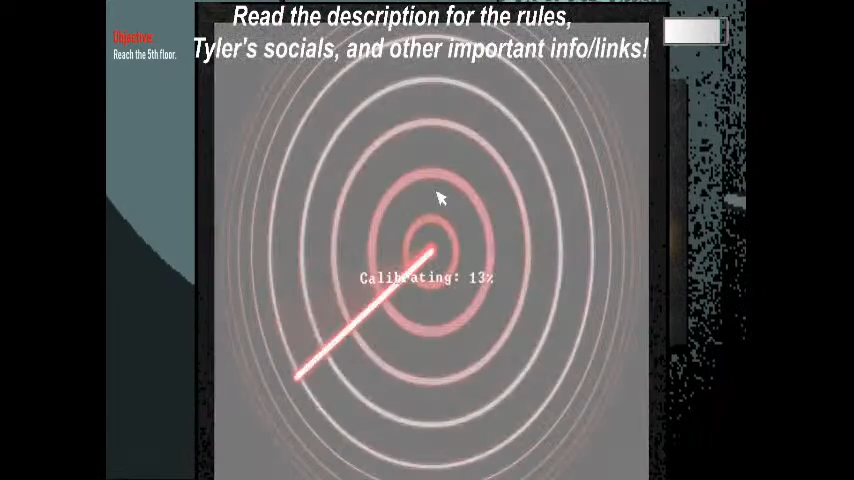 Read the description for the rules,
Tyler's socials, and other important info/links!
Objective:
Reach the 5th floor.
Calibrating: 13%